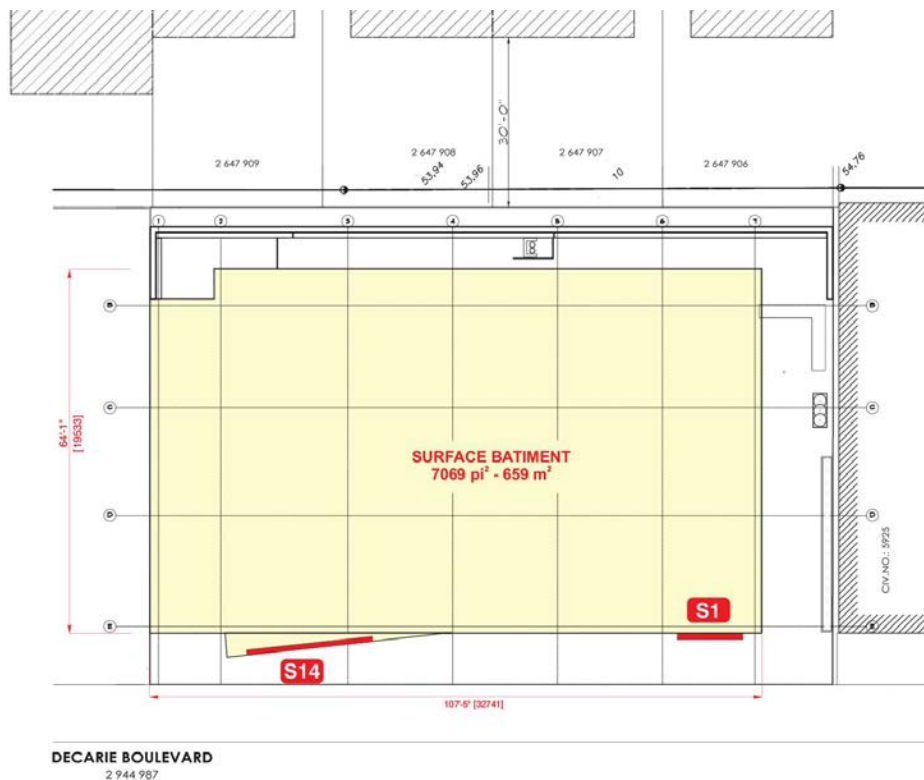 30'-0"
2 647 909
2 647 908
2 647 907
2 647 906
53,94
53,96
10
54,76
1
2
3
4
5
6
7
B
B
C
C
64'-1"
[19533]
SURFACE BATIMENT
7069 pi² - 659 m²
D
D
CIV.NO.: 5925
S1
E
E
S14
107'-5" [32741]
DECARIE BOULEVARD
2 944 987